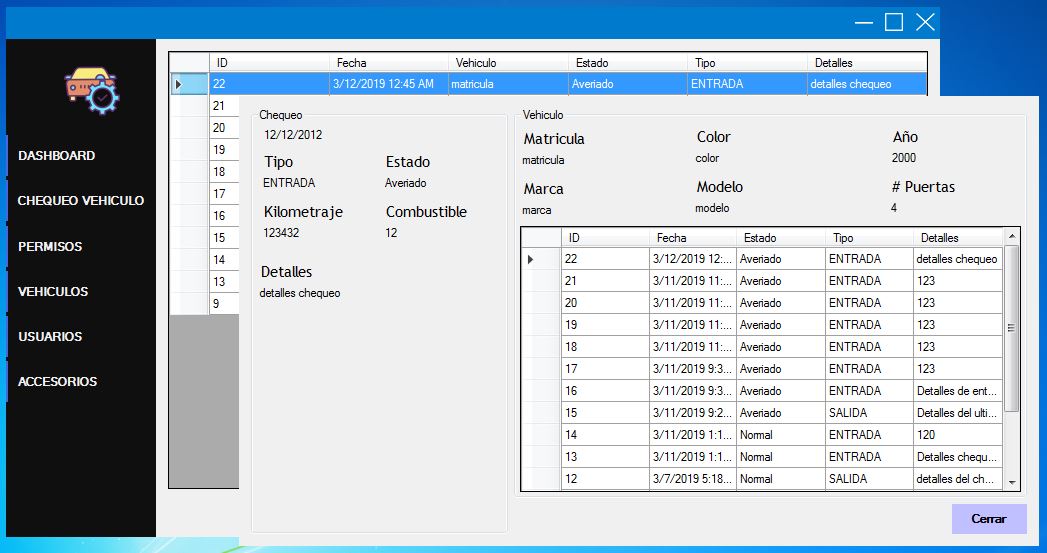 DASHBOARD
CHEQUEO VEHICULO
PERMISOS
VEHICULOS
USUARIOS
ACCESORIOS
ID Fecha Vehiculo Estado Tipo Detalles
22 3/12/2019 12:45 AM matricula Averiado ENTRADA detalles chequeo
21
20
19
18
17
16
15
14
13
9
Chequeo
12/12/2012
Tipo Estado
ENTRADA Averiado
Kilometraje Combustible
123432 12
Detalles
detalles chequeo
Vehiculo
Matricula Color Año
matricula color 2000
Marca Modelo # Puertas
marca modelo 4
ID Fecha Estado Tipo Detalles
22 3/12/2019 12:... Averiado ENTRADA detalles chequeo
21 3/11/2019 11:... Averiado ENTRADA 123
20 3/11/2019 11:... Averiado ENTRADA 123
19 3/11/2019 11:... Averiado ENTRADA 123
18 3/11/2019 11:... Averiado ENTRADA 123
17 3/11/2019 9:3... Averiado ENTRADA 123
16 3/11/2019 9:3... Averiado ENTRADA Detalles de ent...
15 3/11/2019 9:2... Averiado SALIDA Detalles del ulti...
14 3/11/2019 1:1... Normal ENTRADA 120
13 3/11/2019 1:1... Normal ENTRADA Detalles chequ...
12 3/7/2019 5:18... Normal SALIDA detalles del ch...
Cerrar